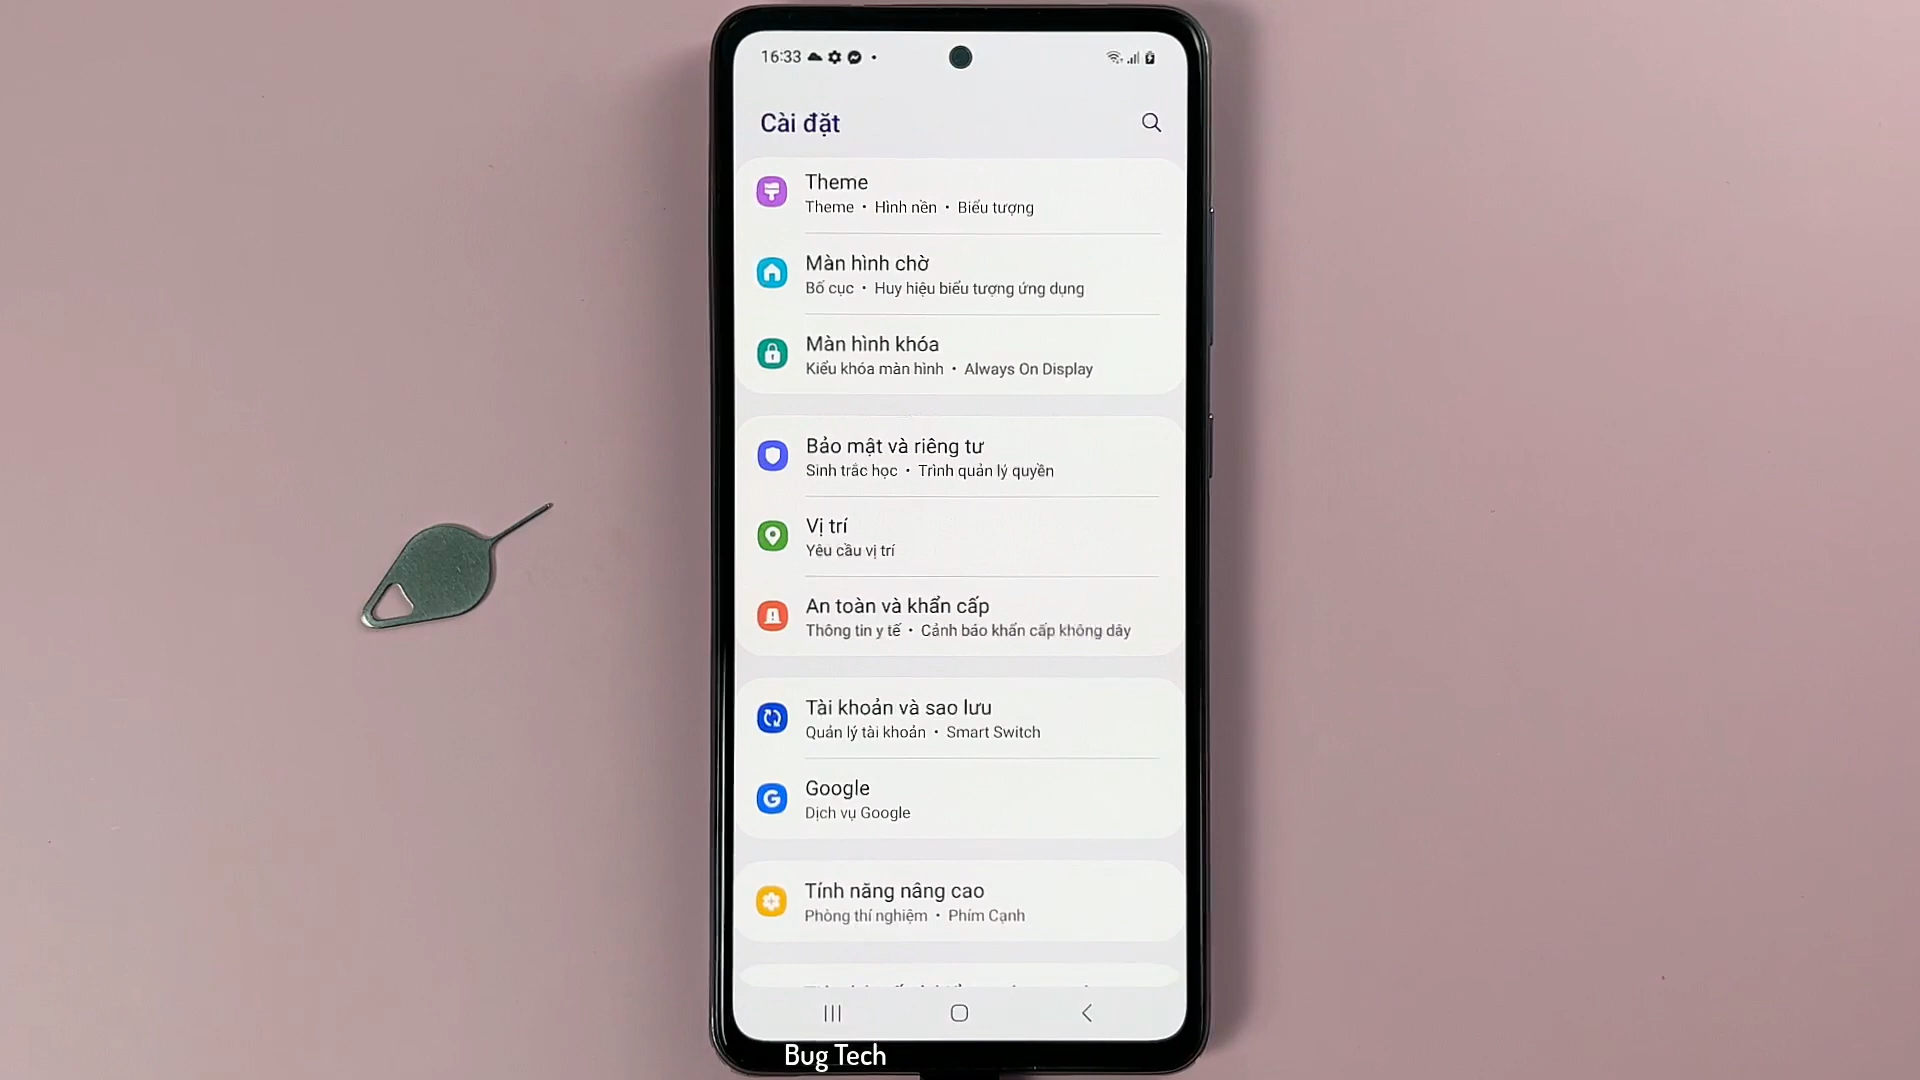 16:33
Cài đặt
Theme
Theme • Hình nền • Biểu tượng
Màn hình chờ
Bố cục • Huy hiệu biểu tượng ứng dụng
Màn hình khóa
Kiểu khóa màn hình • Always On Display
Bảo mật và riêng tư
Sinh trắc học • Trình quản lý quyền
Vị trí
Yêu cầu vị trí
An toàn và khẩn cấp
Thông tin y tế • Cảnh báo khẩn cấp không dây
Tài khoản và sao lưu
Quản lý tài khoản • Smart Switch
Google
Dịch vụ Google
Tính năng nâng cao
Phòng thí nghiệm • Phím Cạnh
Bug Tech